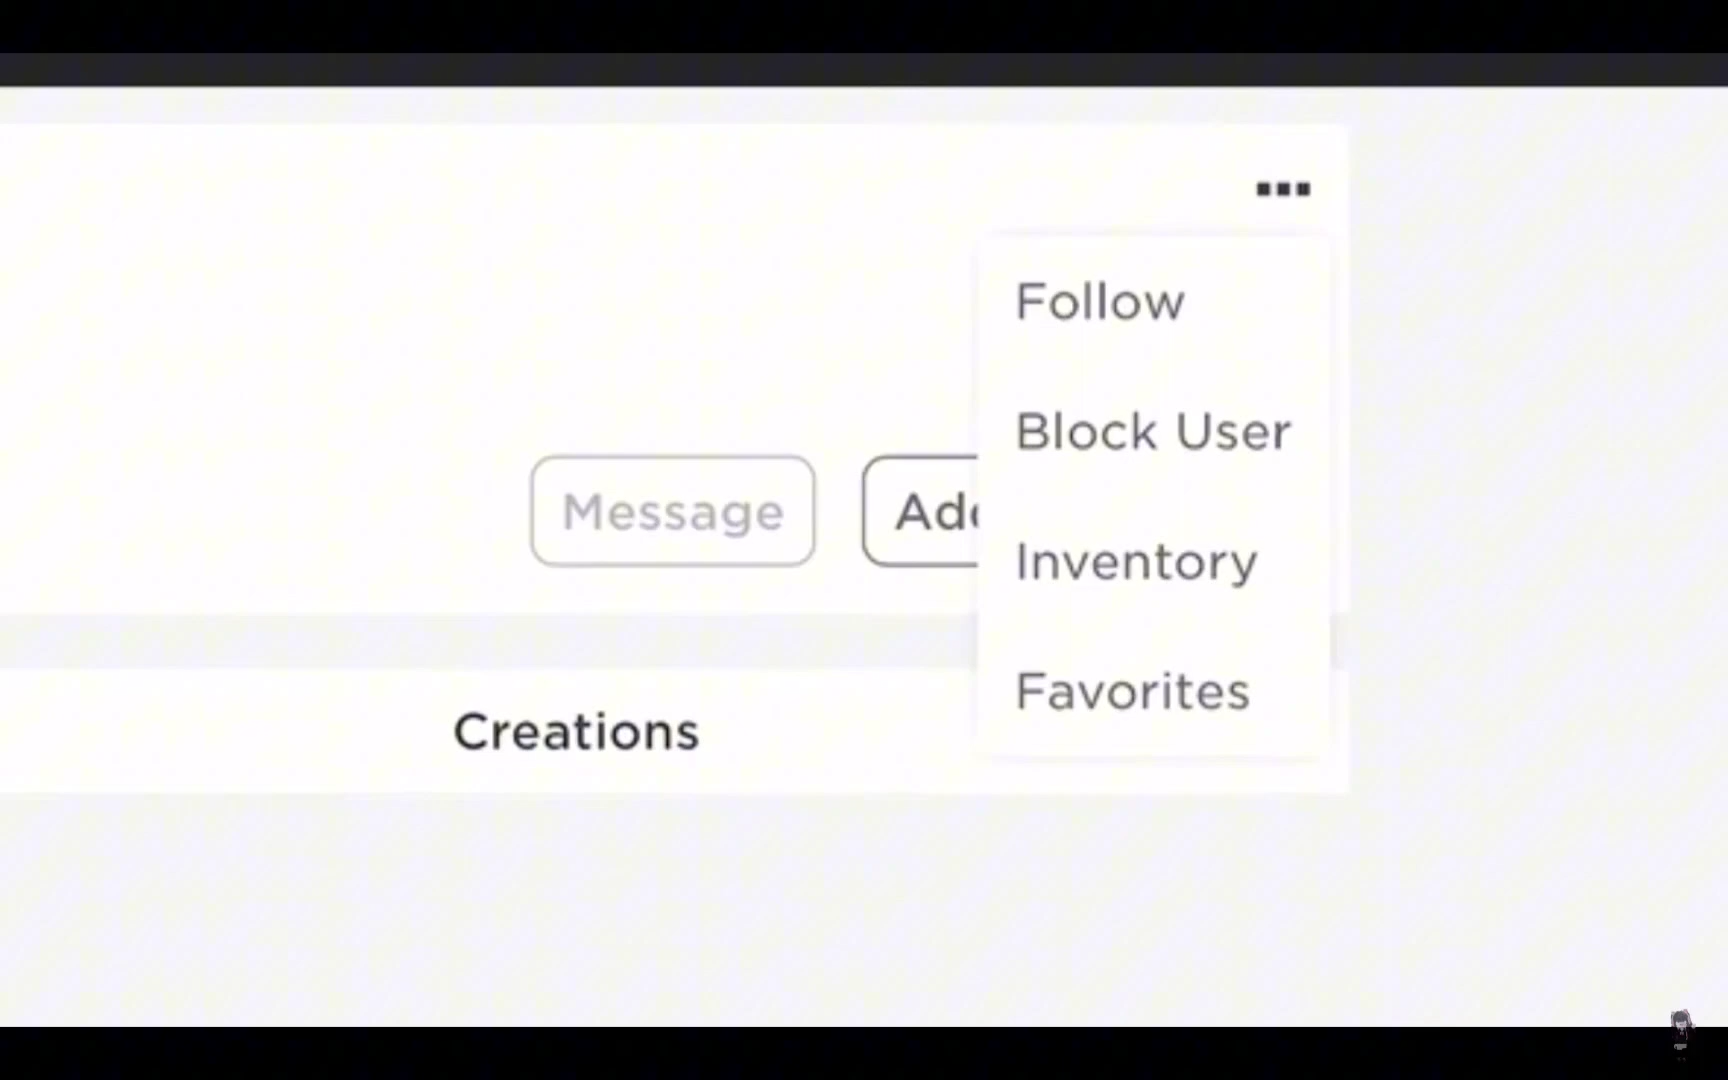 Follow
Block User
Message
Inventory
Favorites
Creations